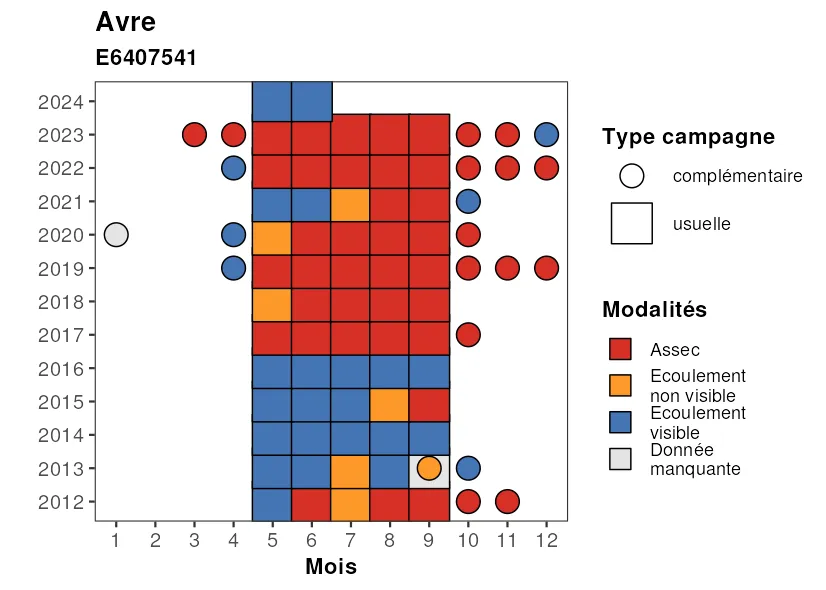 Avre
E6407541
2024
2023
2022
2021
2020
2019
2018
2017
2016
2015
2014
2013
2012
1 2 3 4 5 6 7 8 9 10 11 12
Mois
Type campagne
complémentaire
usuelle
Modalités
Assec
Ecoulement
non visible
Ecoulement
visible
Donnée
manquante